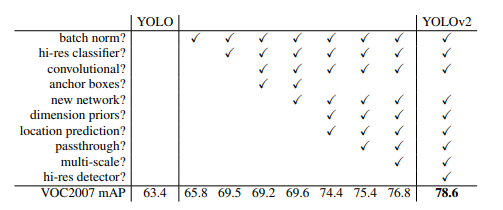 YOLO YOLOv2
batch norm? ✓ ✓ ✓ ✓ ✓ ✓ ✓ ✓
hi-res classifier? ✓ ✓ ✓ ✓ ✓ ✓ ✓
convolutional? ✓ ✓ ✓ ✓ ✓ ✓
anchor boxes? ✓ ✓
new network? ✓ ✓ ✓ ✓ ✓
dimension priors? ✓ ✓ ✓ ✓
location prediction? ✓ ✓ ✓ ✓
passthrough? ✓ ✓ ✓
multi-scale? ✓ ✓
hi-res detector? ✓
VOC2007 mAP 63.4 65.8 69.5 69.2 69.6 74.4 75.4 76.8 78.6